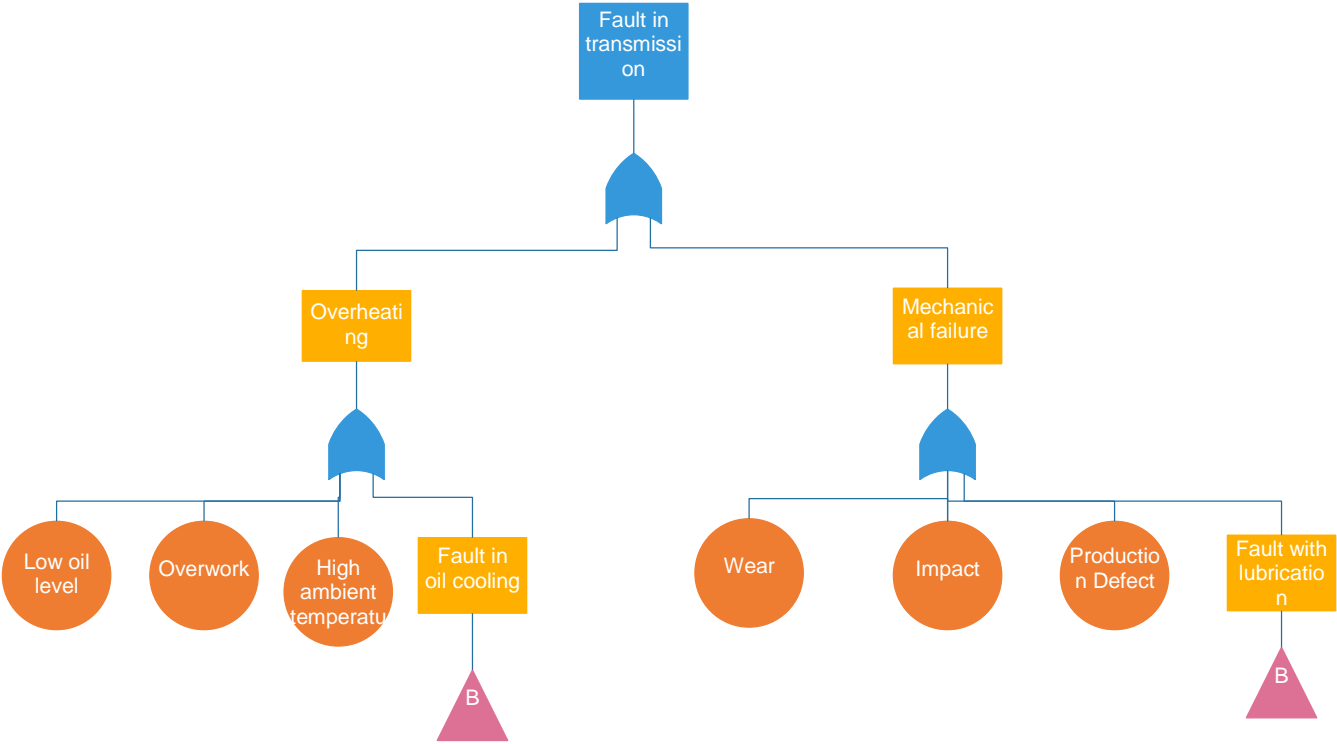 Fault in
transmissi
on
Overheati
ng
Mechanic
al failure
Low oil
level
Overwork
High
ambient
temperatu
Fault in
oil cooling
Wear
Impact
Productio
n Defect
Fault with
lubricatio
n
B
B